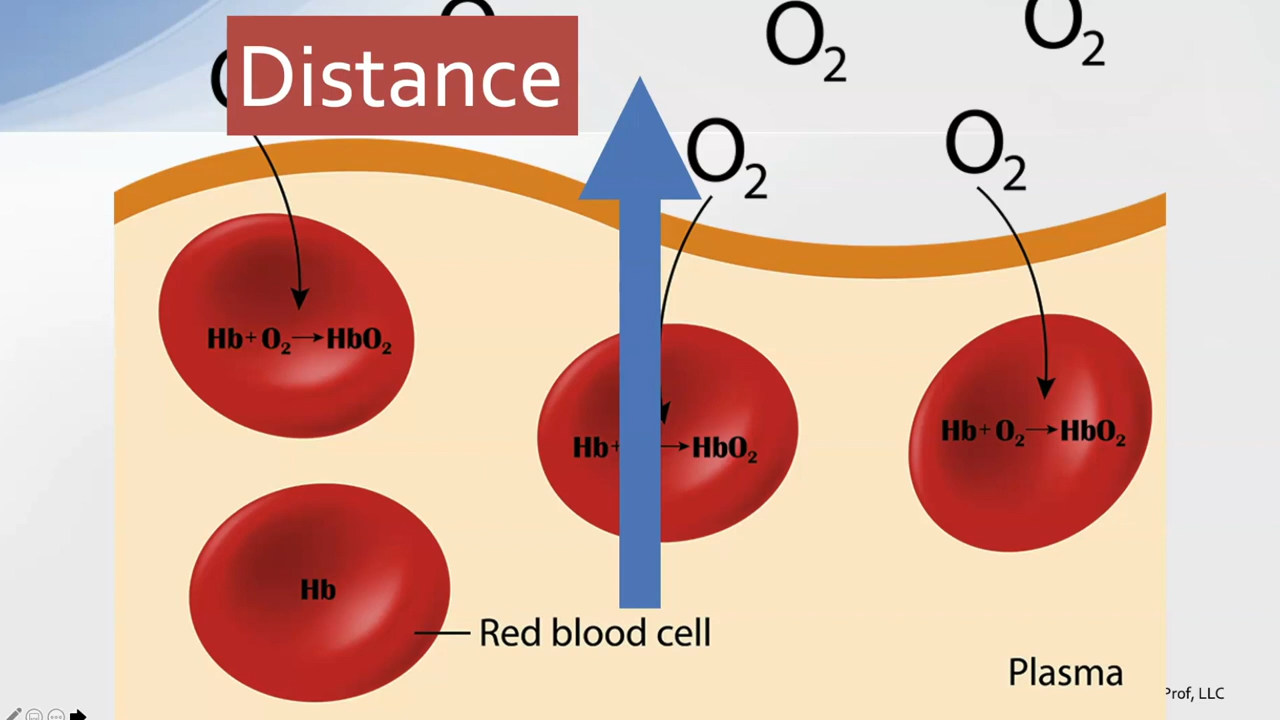 O₂
O₂
Distance
O₂
O₂
Hb+ O₂→HbO₂
Hb+ →HbO₂
Hb+ O₂→HbO₂
Hb
Red blood cell
Plasma
Prof, LLC